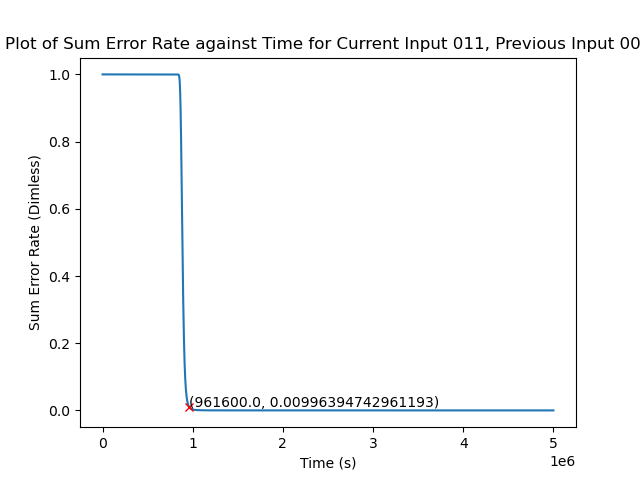 Plot of Sum Error Rate against Time for Current Input 011, Previous Input 00
1.0
0.8
0.6
0.4
0.2
0.0
Sum Error Rate (Dimless)
(961600.0, 0.00996394742961193)
0 1 2 3 4 5
1e6
Time (s)